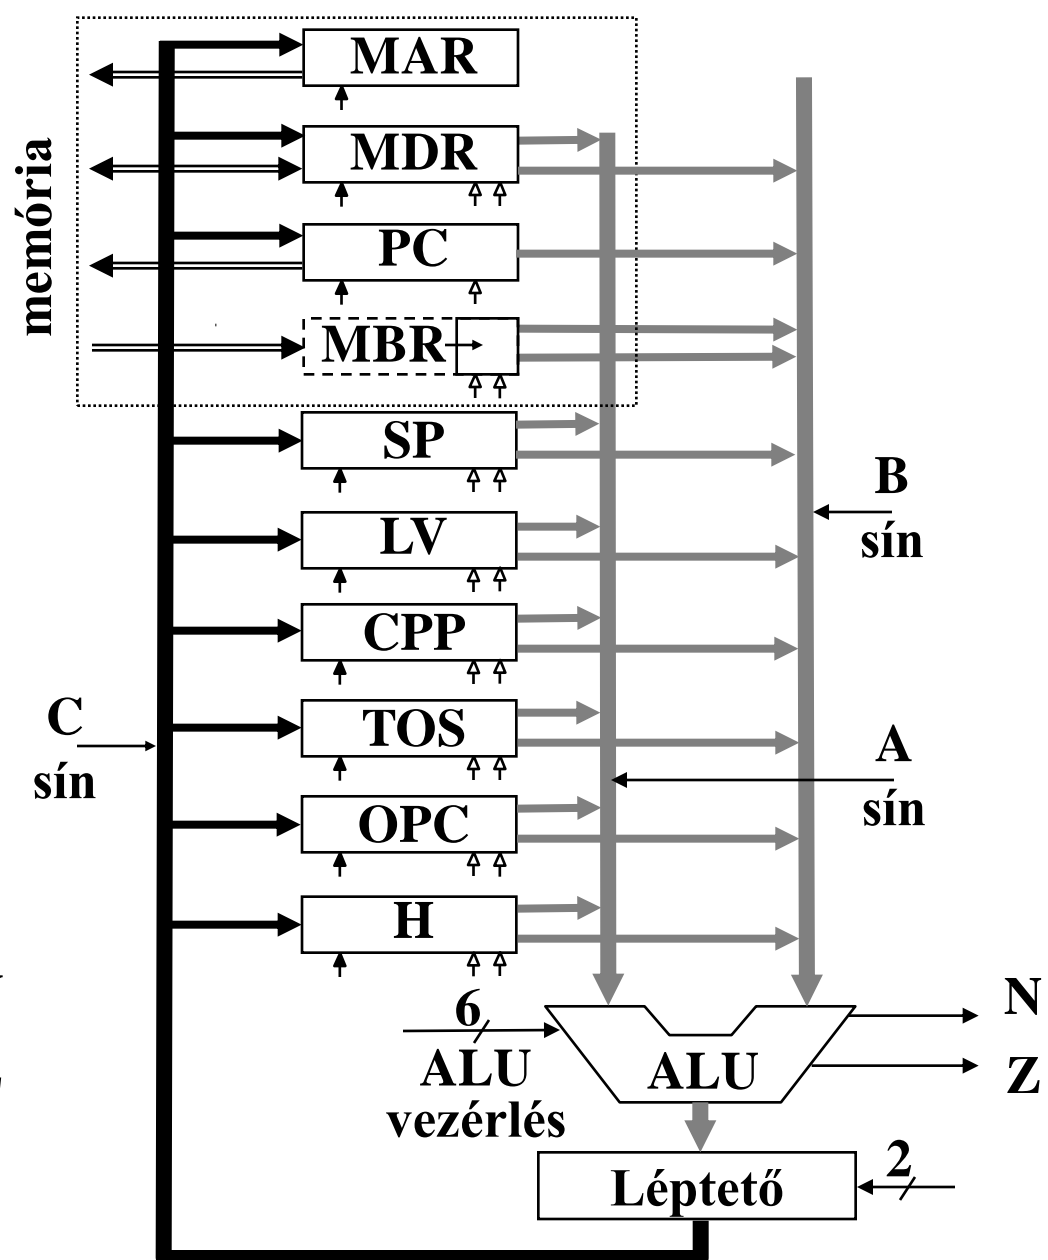 MAR
MDR
PC
MBR
memória
SP
LV
CPP
TOS
OPC
H
B
sín
C
sín
A
sín
6
ALU
vezérlés
ALU
N
Z
Léptető
2